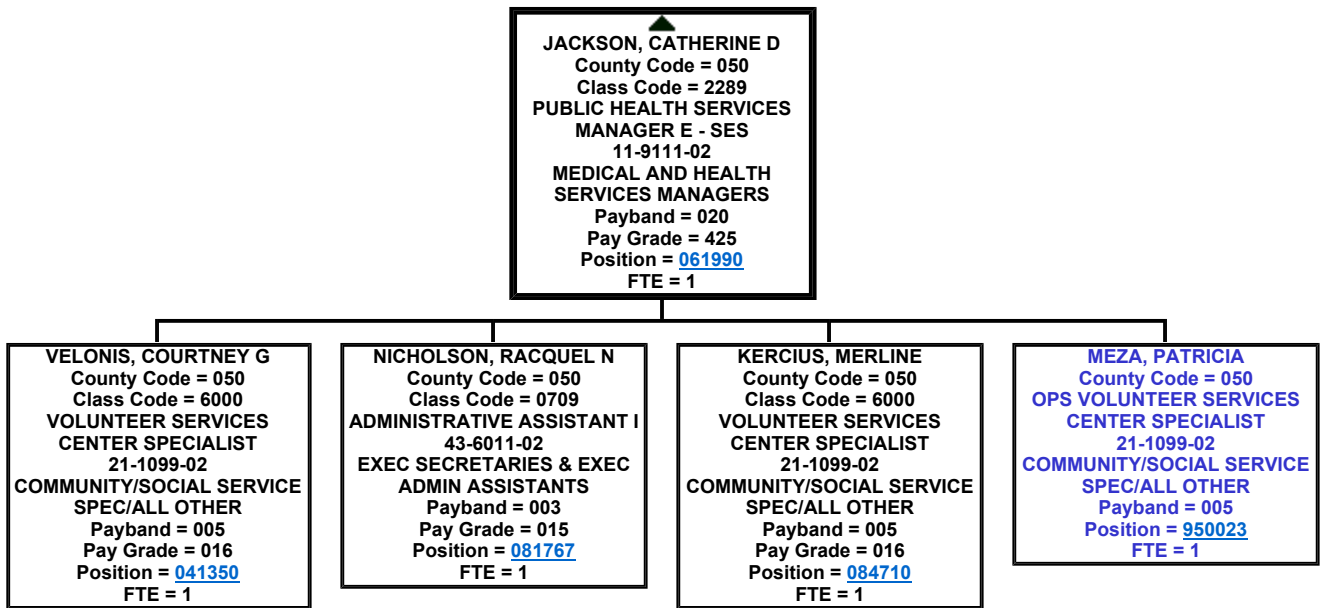 JACKSON, CATHERINE D
County Code = 050
Class Code = 2289
PUBLIC HEALTH SERVICES
MANAGER E - SES
11-9111-02
MEDICAL AND HEALTH
SERVICES MANAGERS
Payband = 020
Pay Grade = 425
Position = 061990
FTE = 1
VELONIS, COURTNEY G
County Code = 050
Class Code = 6000
VOLUNTEER SERVICES
CENTER SPECIALIST
21-1099-02
COMMUNITY/SOCIAL SERVICE
SPEC/ALL OTHER
Payband = 005
Pay Grade = 016
Position = 041350
FTE = 1
NICHOLSON, RACQUEL N
County Code = 050
Class Code = 0709
ADMINISTRATIVE ASSISTANT I
43-6011-02
EXEC SECRETARIES & EXEC
ADMIN ASSISTANTS
Payband = 003
Pay Grade = 015
Position = 081767
FTE = 1
KERCIUS, MERLINE
County Code = 050
Class Code = 6000
VOLUNTEER SERVICES
CENTER SPECIALIST
21-1099-02
COMMUNITY/SOCIAL SERVICE
SPEC/ALL OTHER
Payband = 005
Pay Grade = 016
Position = 084710
FTE = 1
MEZA, PATRICIA
County Code = 050
OPS VOLUNTEER SERVICES
CENTER SPECIALIST
21-1099-02
COMMUNITY/SOCIAL SERVICE
SPEC/ALL OTHER
Payband = 005
Position = 950023
FTE = 1